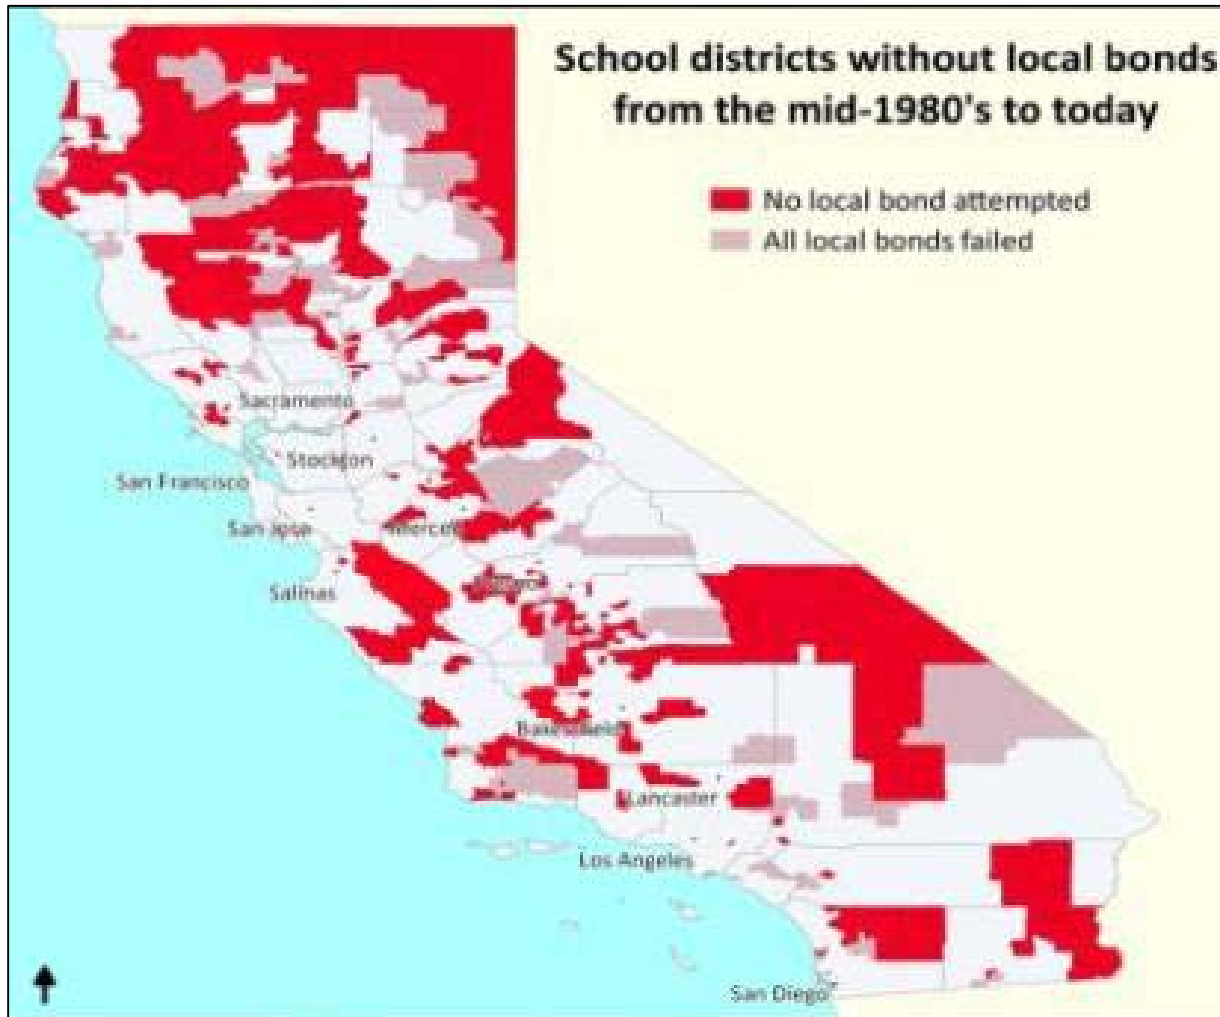 School districts without local bonds
from the mid-1980's to today
No local bond attempted
All local bonds failed
Sacramento
Stockton
San Francisco
San Jose
Merced
Salinas
Bakersfield
Lancaster
Los Angeles
San Diego